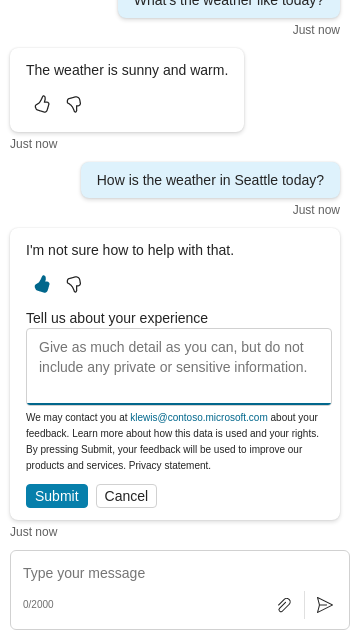 What's the weather like today?
Just now
The weather is sunny and warm.
Just now
How is the weather in Seattle today?
Just now
I'm not sure how to help with that.
Tell us about your experience
Give as much detail as you can, but do not
include any private or sensitive information.
We may contact you at klewis@contoso.microsoft.com about your
feedback. Learn more about how this data is used and your rights.
By pressing Submit, your feedback will be used to improve our
products and services. Privacy statement.
Submit Cancel
Just now
Type your message
0/2000